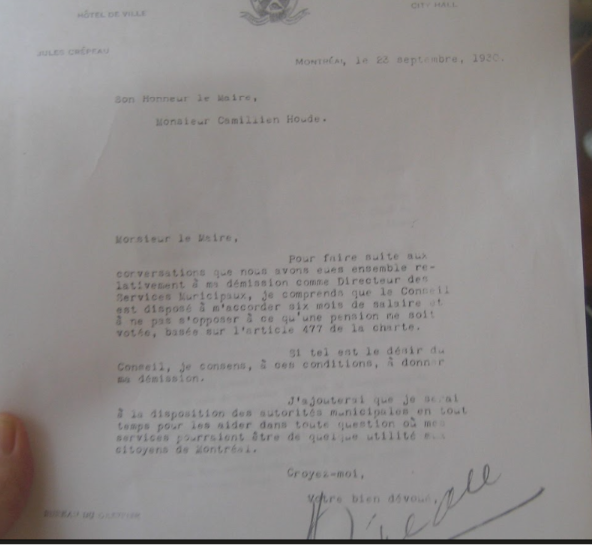 HÔTEL DE VILLE
CITY HALL
JULES CRÉPEAU
MONTRÉAL, le 23 septembre, 1930.
Son Honneur le Maire,
Monsieur Camillien Houde.
Monsieur le Maire,
Pour faire suite aux
conversations que nous avons eues ensemble re-
lativement à ma démission comme Directeur des
Services Municipaux, je comprends que le Conseil
est disposé à m'accorder six mois de salaire et
à ne pas s'opposer à ce qu'une pension me soit
votée, basée sur l'article 477 de la charte.
Si tel est le désir du
Conseil, je consens, à ces conditions, à donner
ma démission.
J'ajouterai que je serai
à la disposition des autorités municipales en tout
temps pour les aider dans toute question où mes
services pourraient être de quelque utilité aux
citoyens de Montréal.
Croyez-moi,
Votre bien dévoué,
BUREAU DU GREFFIER